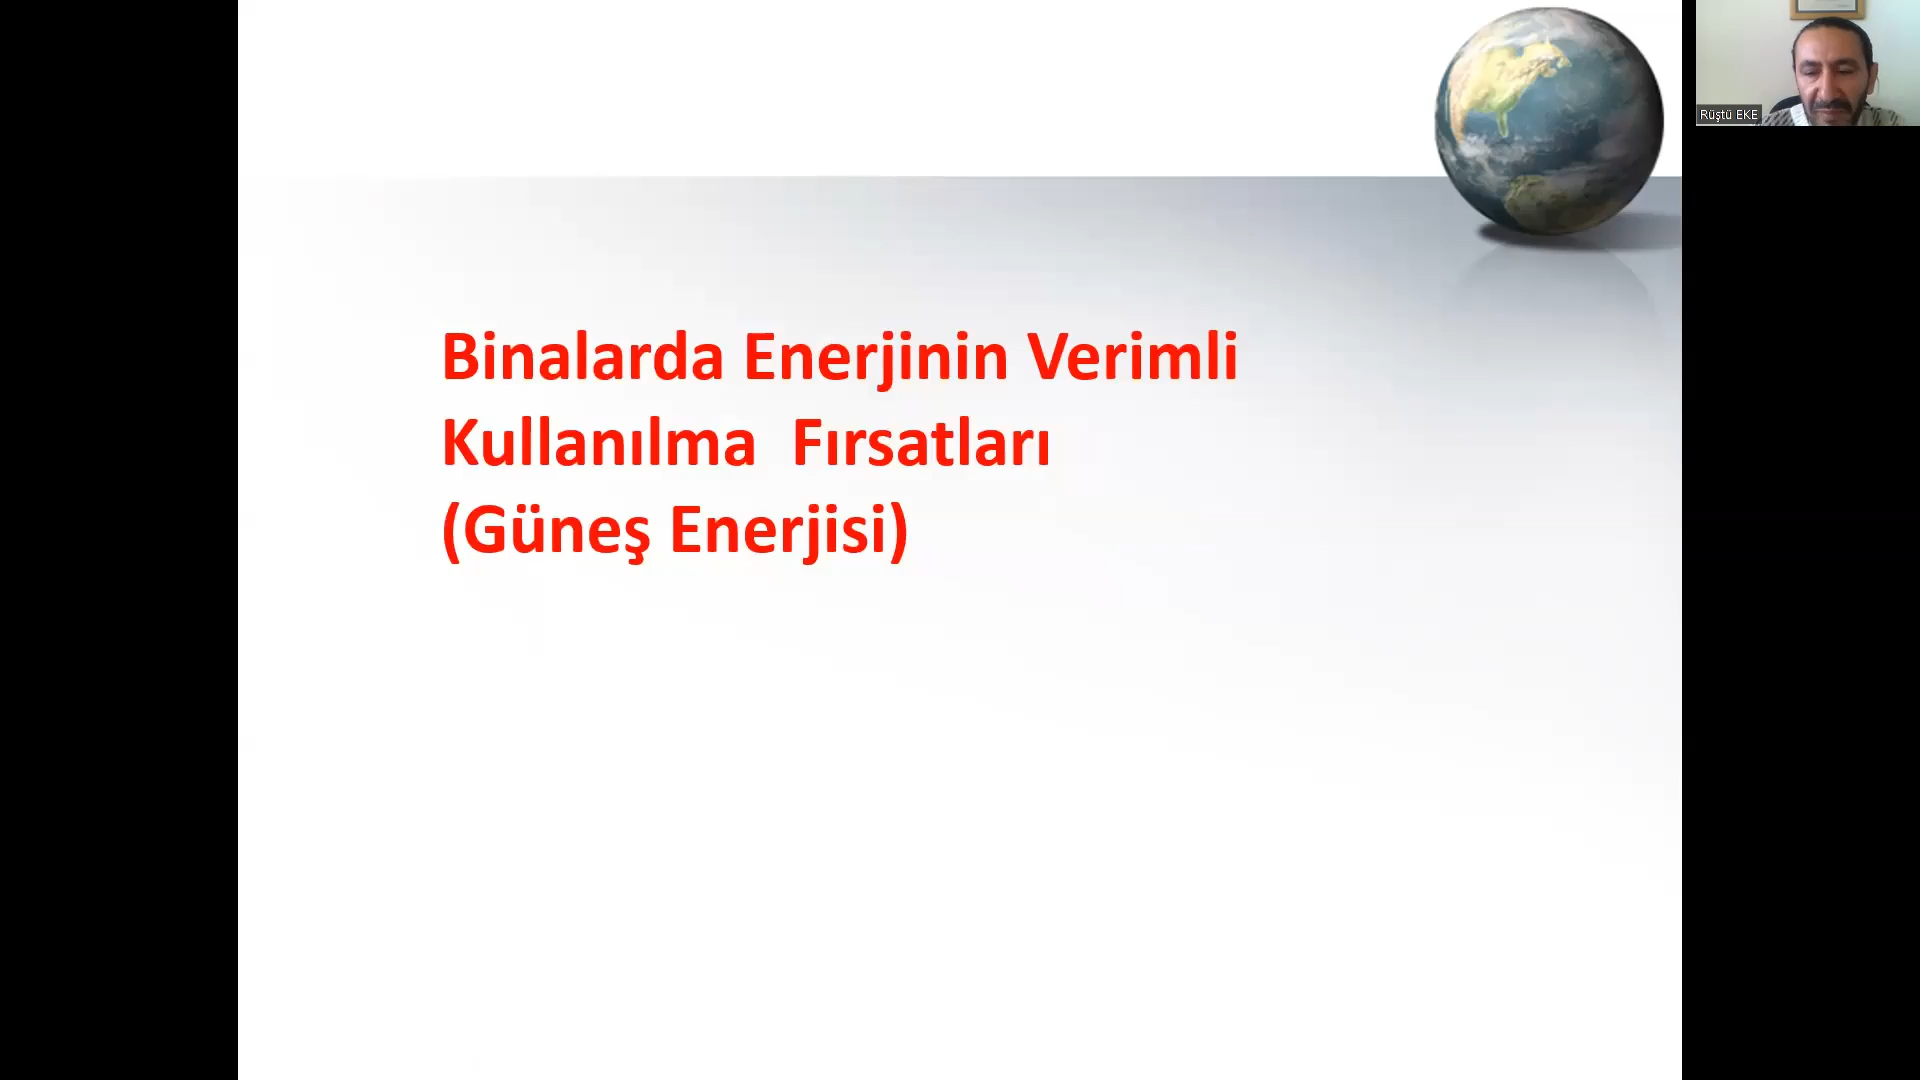 Binalarda Enerjinin Verimli
Kullanılma  Fırsatları
(Güneş Enerjisi)
Rüştü EKE